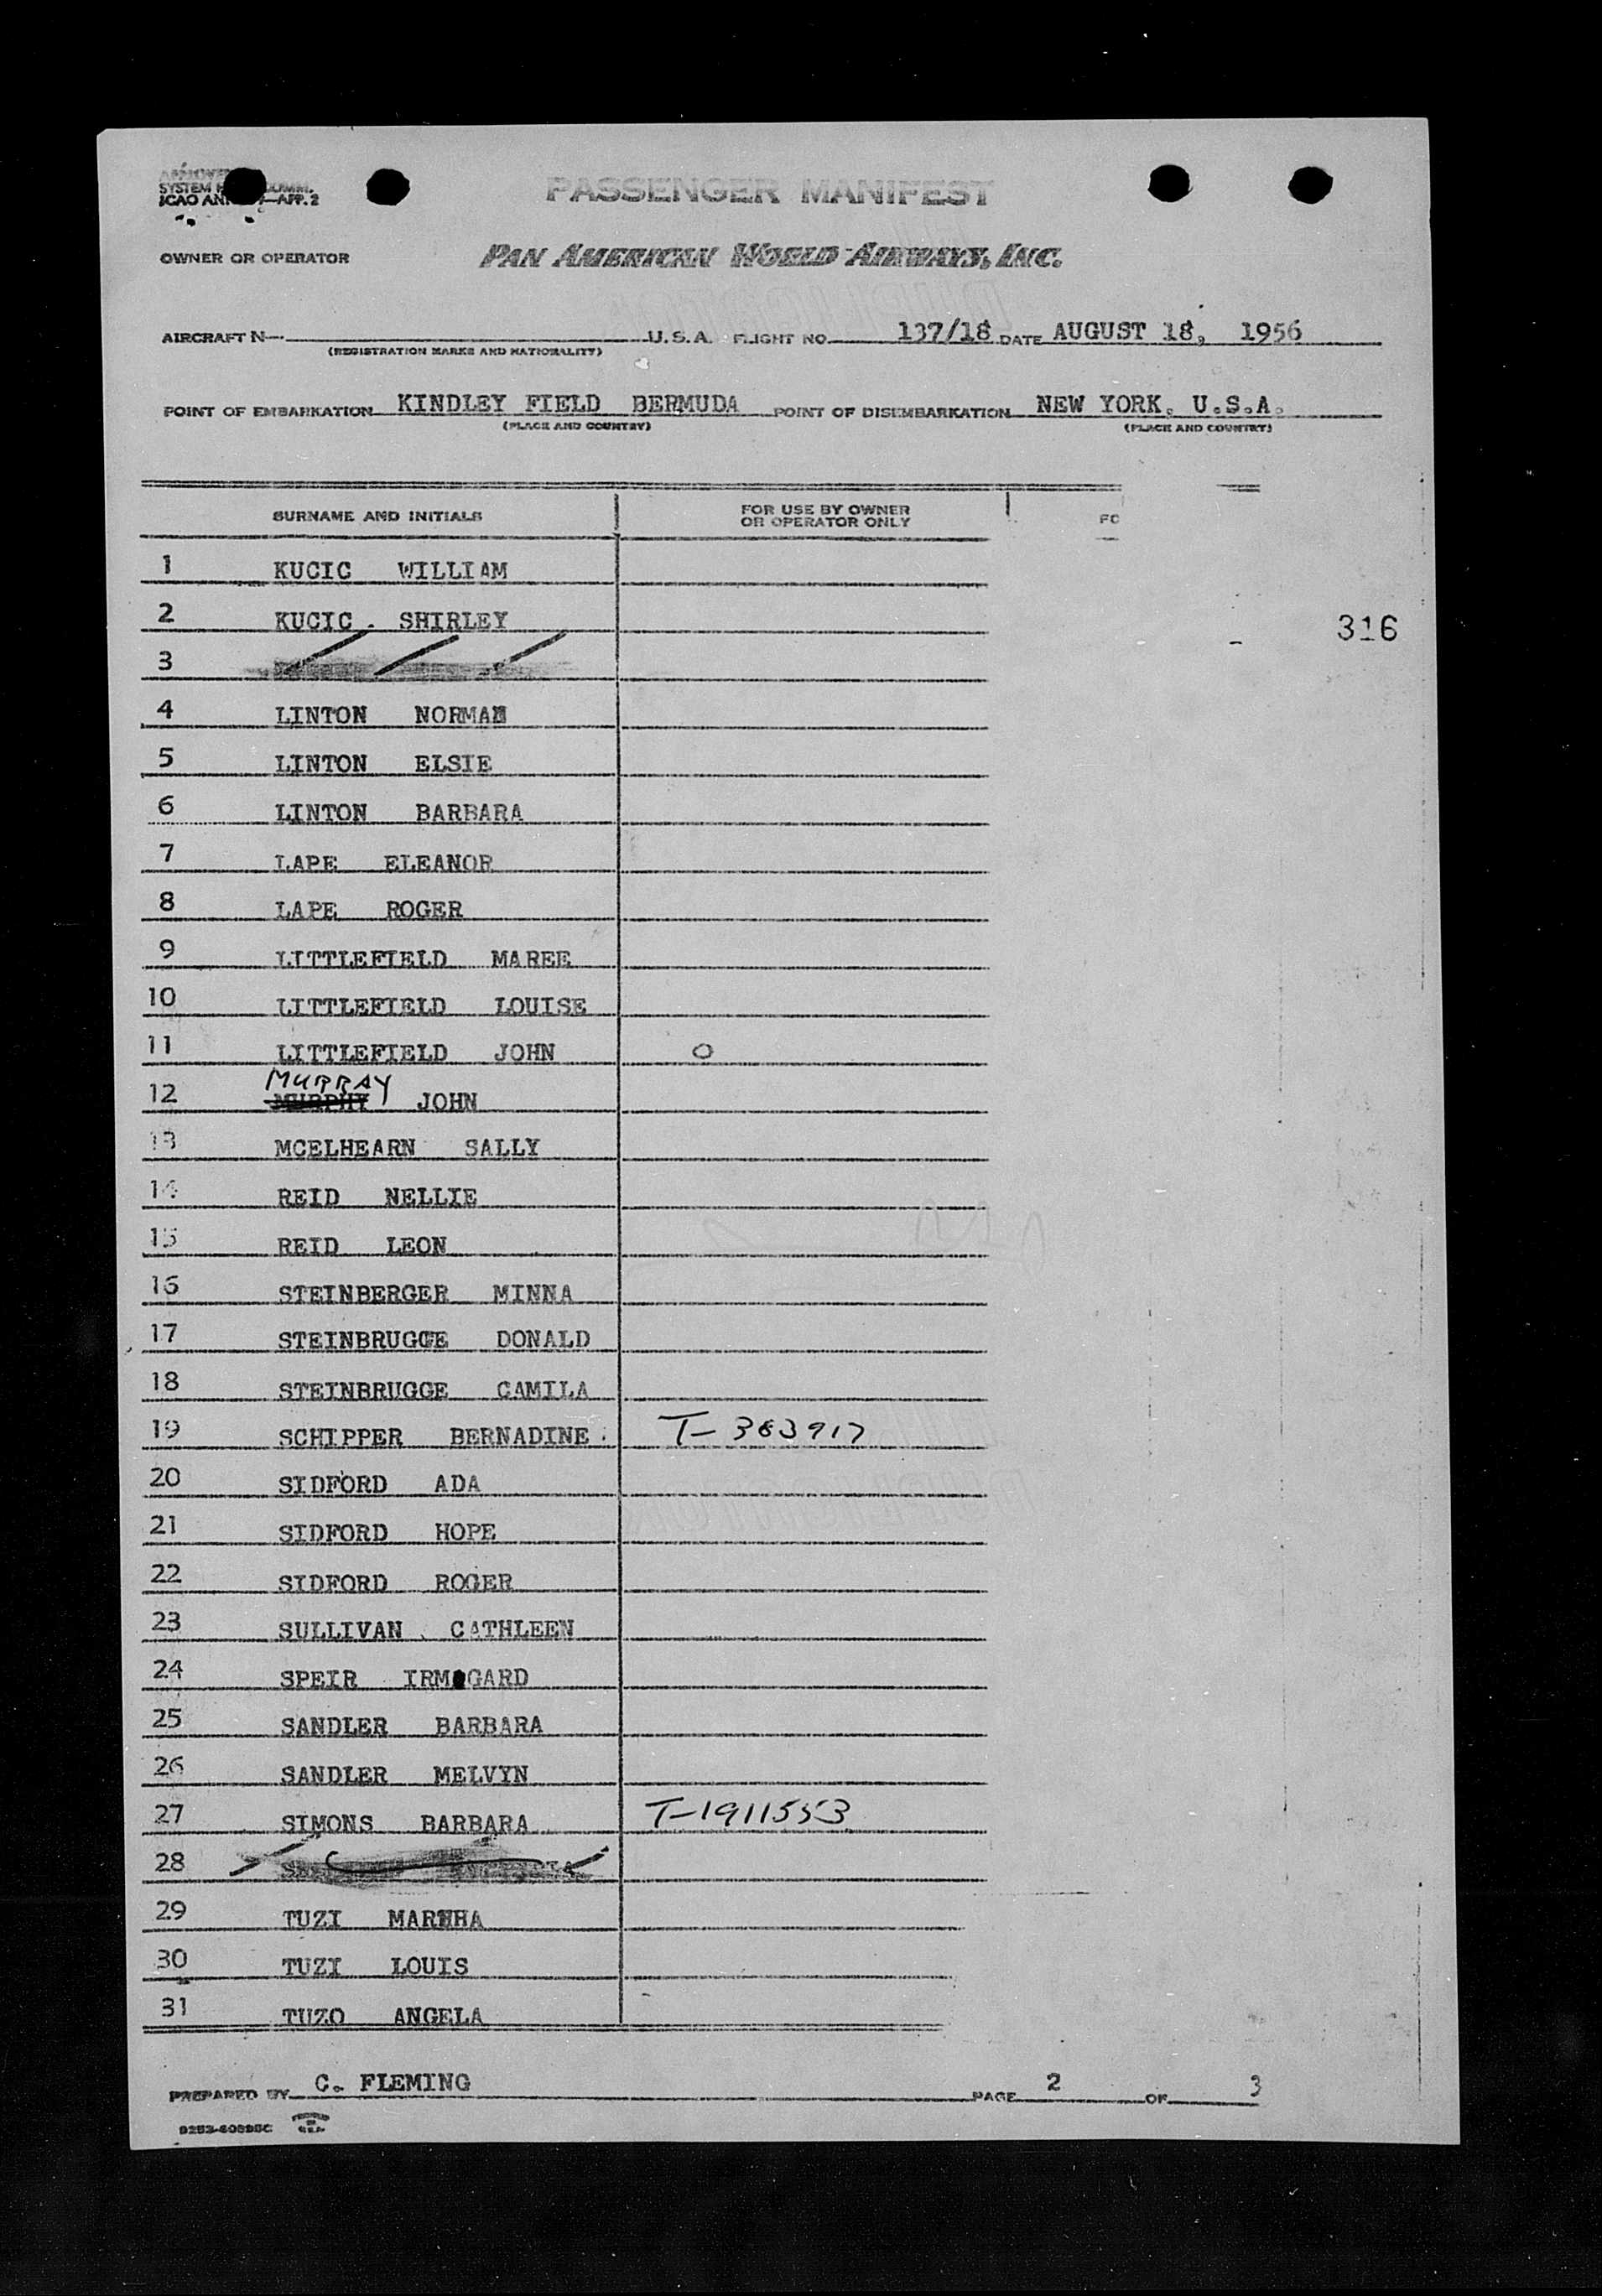 SYSTEM
ICAO APP. 2
PASSENGER MANIFEST
OWNER OR OPERATOR PAN AMERICAN WORLD AIRWAYS, INC.
AIRCRAFT N— U. S. A. FLIGHT NO. 137/18 DATE AUGUST 18, 1956
(REGISTRATION MARKS AND NATIONALITY)
POINT OF EMBARKATION KINDLEY FIELD BERMUDA POINT OF DISEMBARKATION NEW YORK, U.S.A.
(PLACE AND COUNTRY) (PLACE AND COUNTRY)
SURNAME AND INITIALS FOR USE BY OWNER
OR OPERATOR ONLY
1 KUCIC WILLIAM
2 KUCIC SHIRLEY
316
3
4 LINTON NORMAN
5 LINTON ELSIE
6 LINTON BARBARA
7 LAPE ELEANOR
8 LAPE ROGER
9 LITTLEFIELD MAREE
10 LITTLEFIELD LOUISE
11 LITTLEFIELD JOHN O
MURRAY
12 MURPHY JOHN
13 MCELHEARN SALLY
14 REID NELLIE
15 REID LEON
16 STEINBERGER MINNA
17 STEINBRUGGE DONALD
18 STEINBRUGGE CAMILA
19 SCHIPPER BERNADINE T-383917
20 SIDFORD ADA
21 SIDFORD HOPE
22 SIDFORD ROGER
23 SULLIVAN CATHLEEN
24 SPEIR IRMOGARD
25 SANDLER BARBARA
26 SANDLER MELVYN
27 SIMONS BARBARA T-1911553
28
29 TUZI MARTHA
30 TUZI LOUIS
31 TUZO ANGELA
PREPARED BY C. FLEMING PAGE 2 OF 3